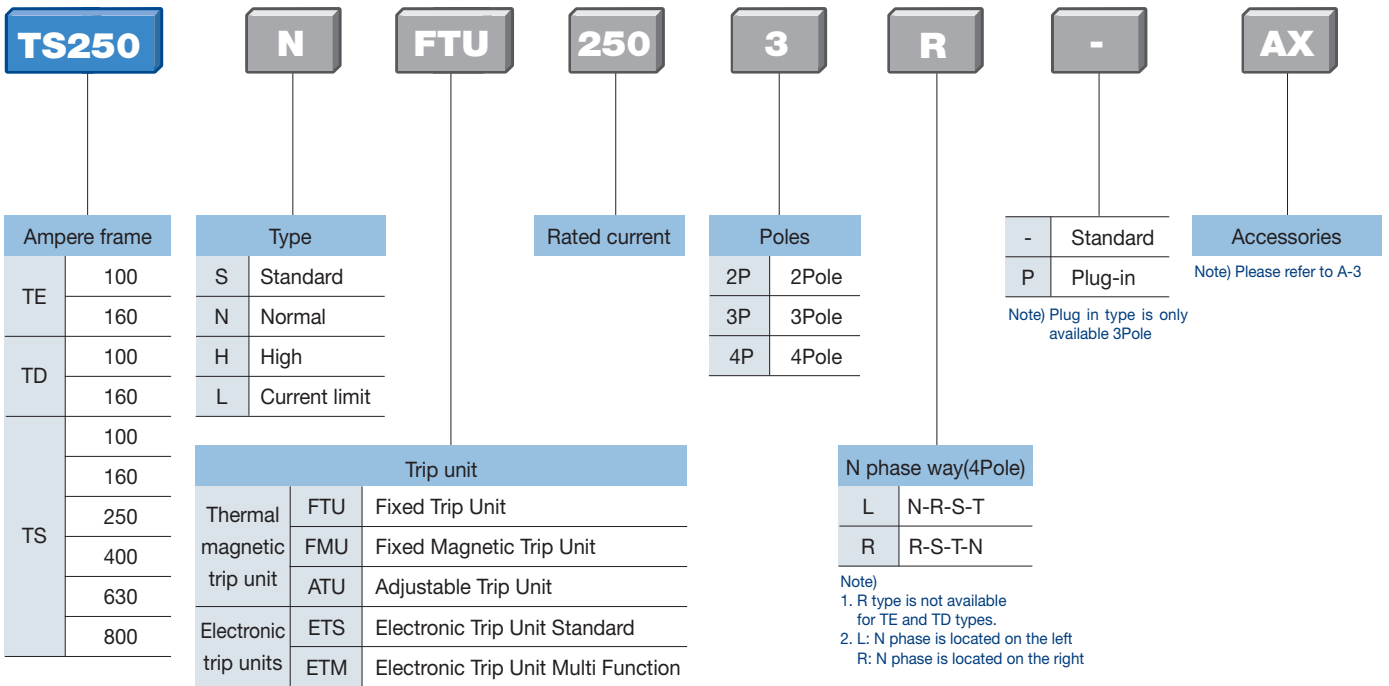 TS250 N FTU 250 3 R - AX
Ampere frame
TE 100
160
TD 100
160
TS 100
160
250
400
630
800
Type
S Standard
N Normal
H High
L Current limit
Trip unit
Thermal magnetic trip unit
FTU Fixed Trip Unit
FMU Fixed Magnetic Trip Unit
ATU Adjustable Trip Unit
Electronic trip units
ETS Electronic Trip Unit Standard
ETM Electronic Trip Unit Multi Function
Rated current
Poles
2P 2Pole
3P 3Pole
4P 4Pole
N phase way(4Pole)
L N-R-S-T
R R-S-T-N
Note)
1. R type is not available
for TE and TD types.
2. L: N phase is located on the left
R: N phase is located on the right
- Standard
P Plug-in
Note) Plug in type is only
available 3Pole
Accessories
Note) Please refer to A-3